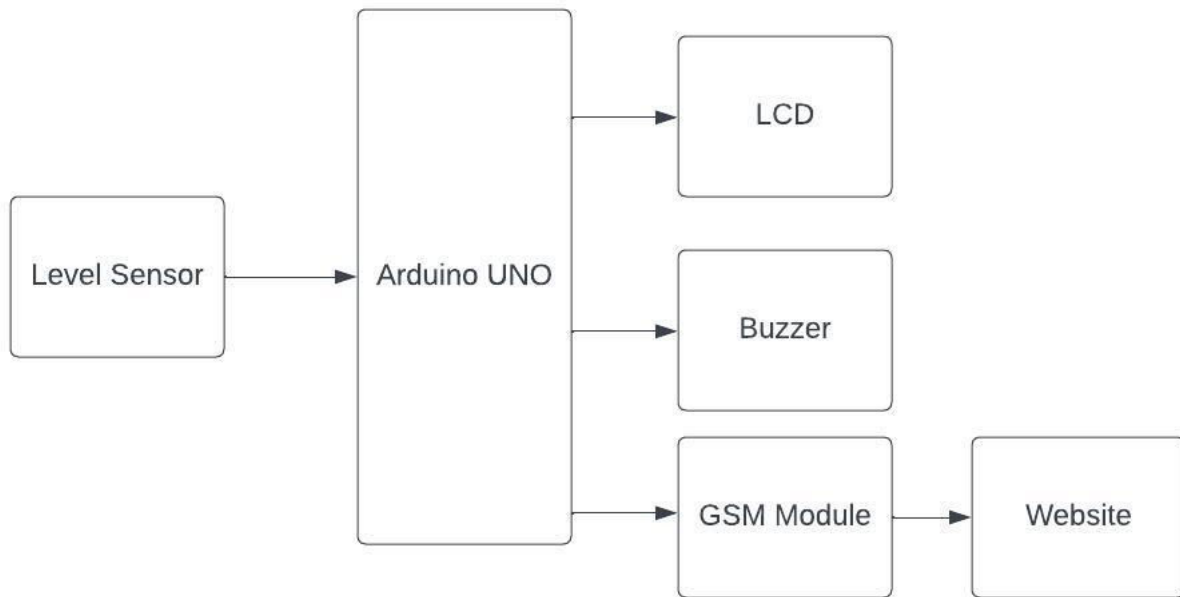 LCD
Level Sensor
Arduino UNO
Buzzer
GSM Module
Website